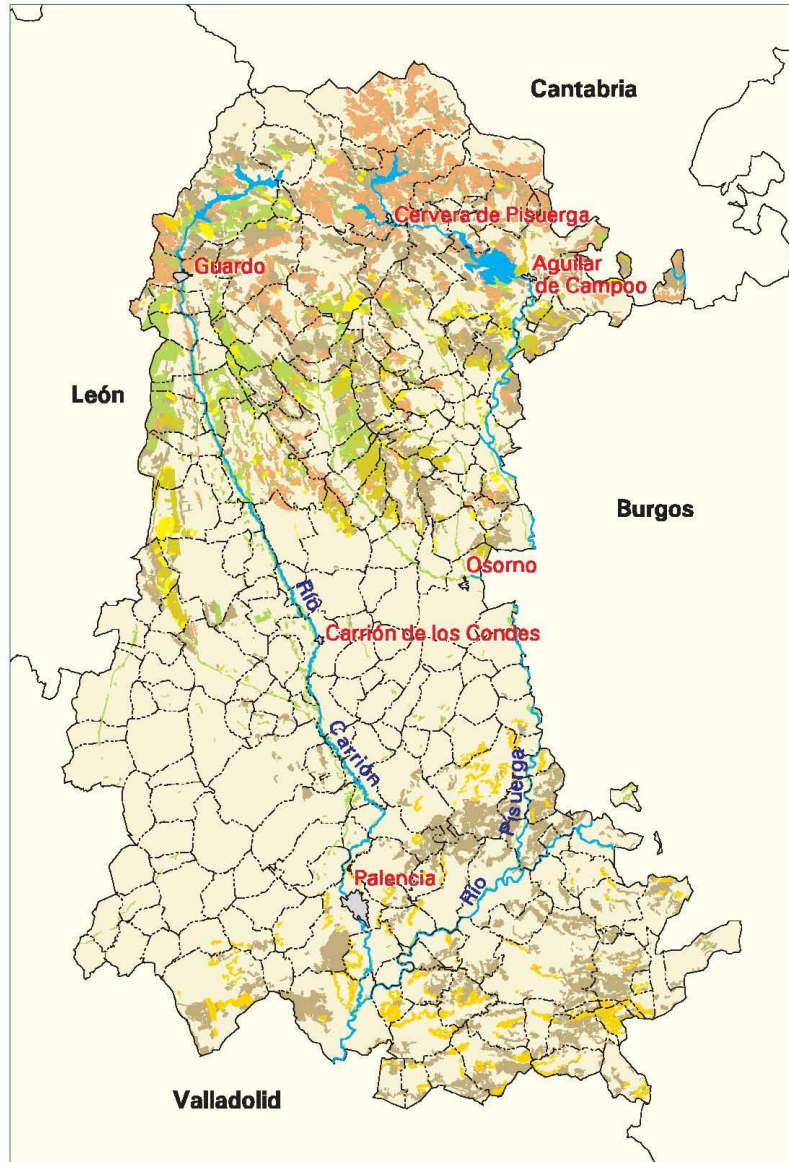 Cantabria
Cervera de Pisuerga
Guardo
Aguilar
de Campoo
León
Burgos
Osorno
Río
Carrión de los Condes
Carrión
Pisuerga
Palencia
Río
Valladolid